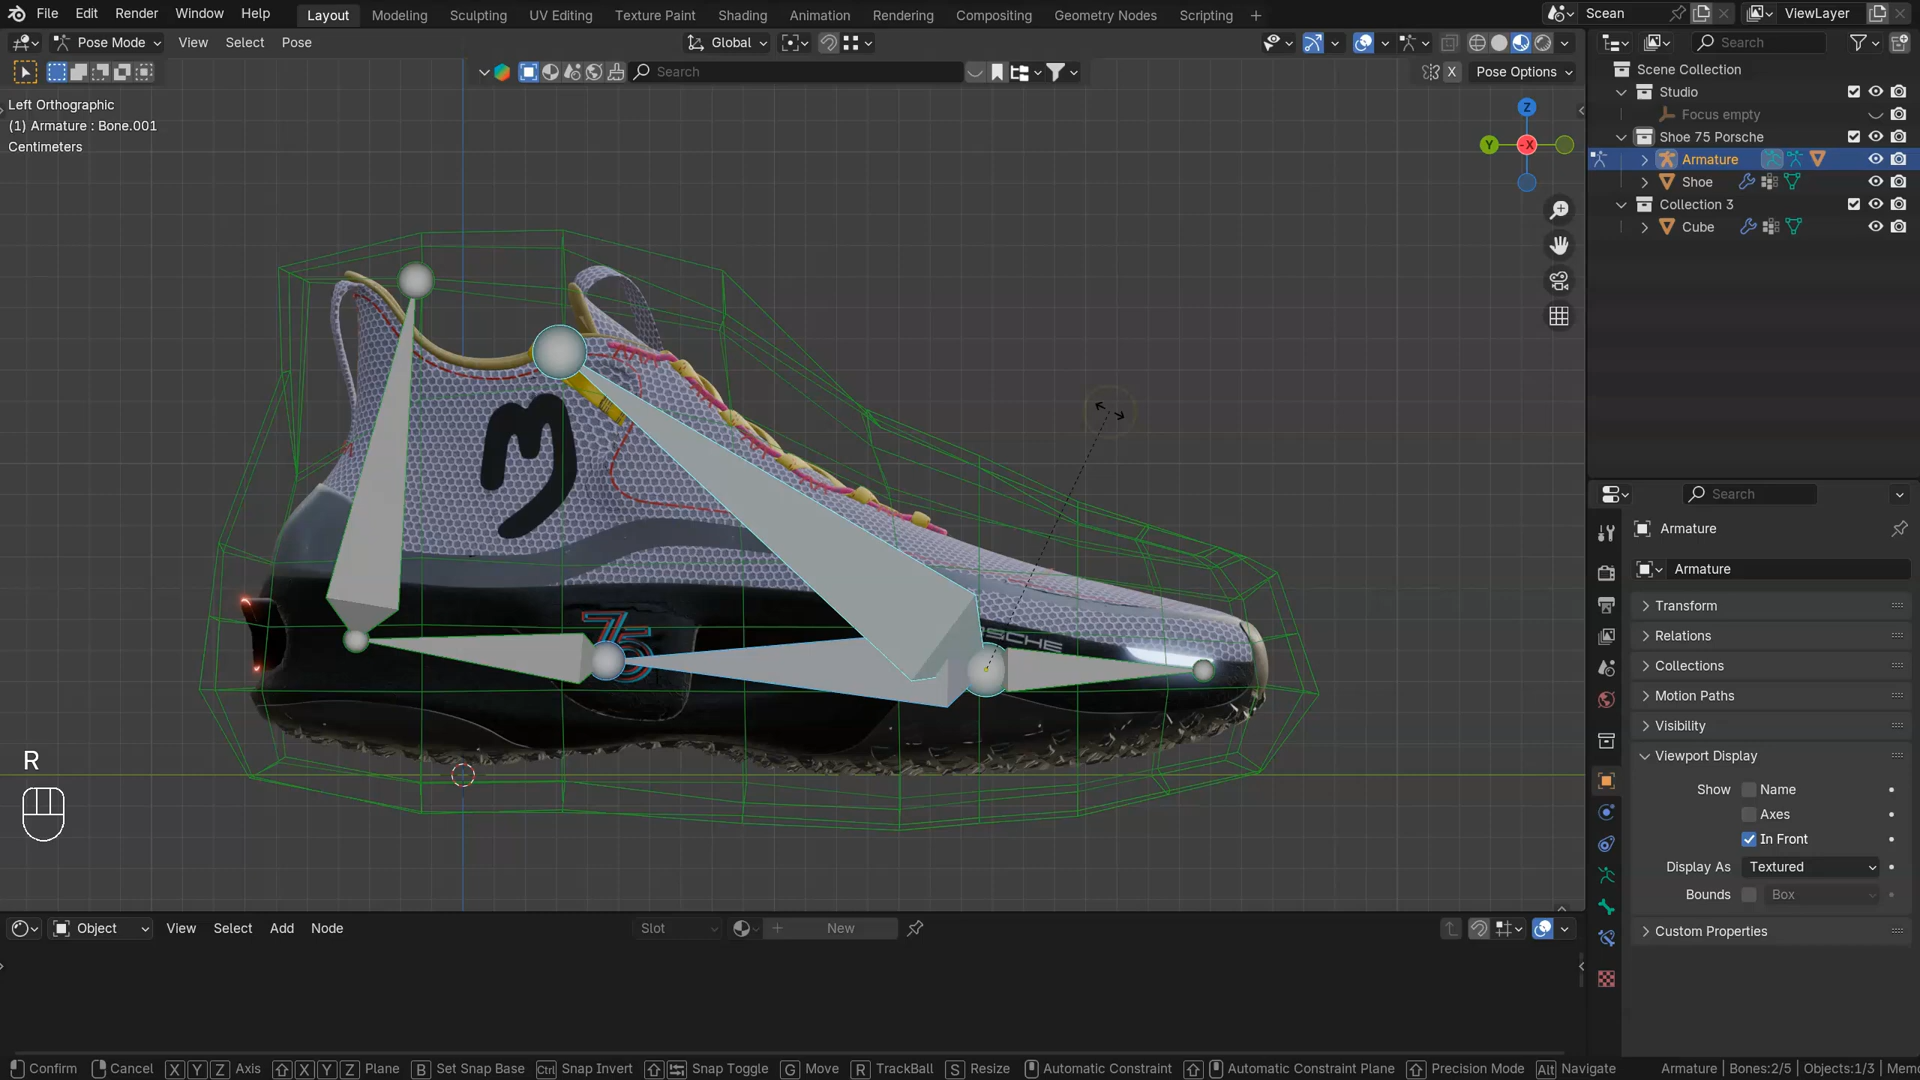 File Edit Render Window Help Layout Modeling Sculpting UV Editing Texture Paint Shading Animation Rendering Compositing Geometry Nodes Scripting + Scean ViewLayer
Pose Mode View Select Pose Global Search
Search X Pose Options
Left Orthographic
(1) Armature : Bone.001
Centimeters
Scene Collection
Studio
Focus empty
Shoe 75 Porsche
Armature
Shoe
Collection 3
Cube
Z
Y -X
75
R
Search
Armature
Armature
Transform
Relations
Collections
Motion Paths
Visibility
Viewport Display
Show Name
Axes
In Front
Display As Textured
Bounds Box
Custom Properties
Object View Select Add Node Slot New
Confirm Cancel X Y Z Axis X Y Z Plane B Set Snap Base Ctrl Snap Invert Snap Toggle G Move R TrackBall S Resize Automatic Constraint Automatic Constraint Plane Precision Mode Alt Navigate Armature | Bones:2/5 | Objects:1/3 | Memo